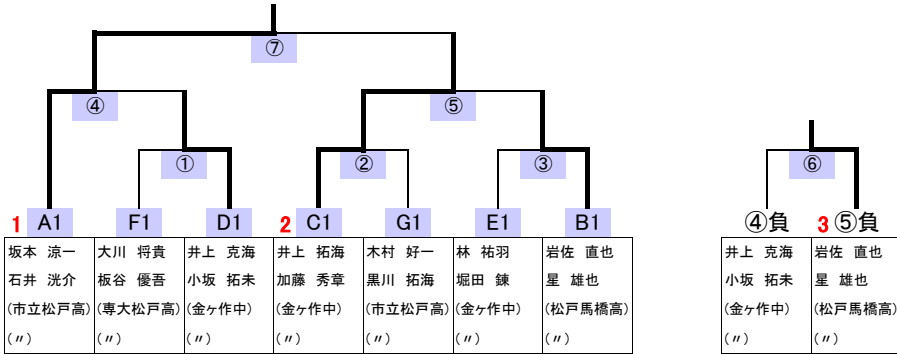 ⑦
④ ⑤
① ② ③ ⑥
1 A1 F1 D1 2 C1 G1 E1 B1 ④負 3 ⑤負
坂本 涼一 大川 将貴 井上 克海 井上 拓海 木村 好一 林 祐羽 岩佐 直也 井上 克海 岩佐 直也
石井 洸介 板谷 優吾 小坂 拓未 加藤 秀章 黒川 拓海 堀田 錬 星 雄也 小坂 拓未 星 雄也
(市立松戸高) (専大松戸高) (金ヶ作中) (金ヶ作中) (市立松戸高) (金ヶ作中) (松戸馬橋高) (金ヶ作中) (松戸馬橋高)
(〃) (〃) (〃) (〃) (〃) (〃) (〃) (〃) (〃)